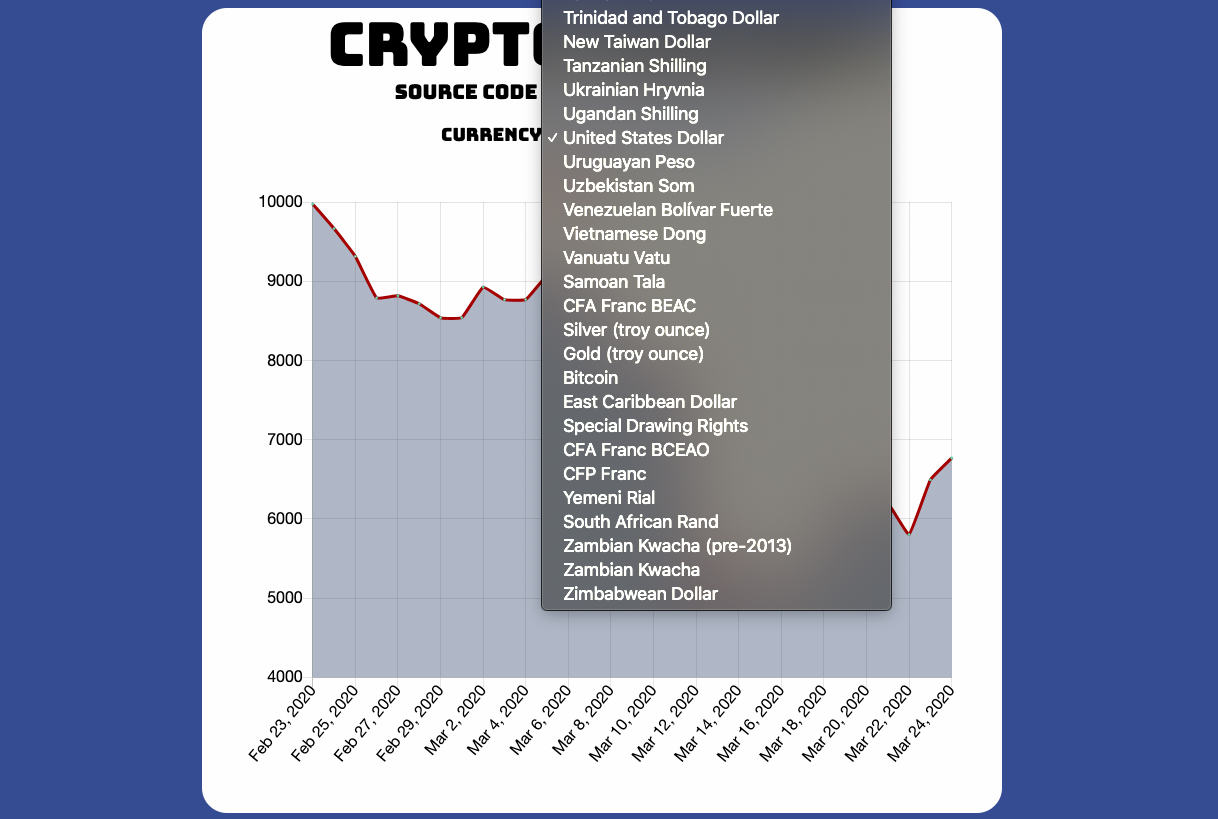 CRYPTO
SOURCE CODE
CURRENCY
Trinidad and Tobago Dollar
New Taiwan Dollar
Tanzanian Shilling
Ukrainian Hryvnia
Ugandan Shilling
✓ United States Dollar
Uruguayan Peso
Uzbekistan Som
Venezuelan Bolívar Fuerte
Vietnamese Dong
Vanuatu Vatu
Samoan Tala
CFA Franc BEAC
Silver (troy ounce)
Gold (troy ounce)
Bitcoin
East Caribbean Dollar
Special Drawing Rights
CFA Franc BCEAO
CFP Franc
Yemeni Rial
South African Rand
Zambian Kwacha (pre-2013)
Zambian Kwacha
Zimbabwean Dollar
10000
9000
8000
7000
6000
5000
4000
Feb 23, 2020
Feb 25, 2020
Feb 27, 2020
Feb 29, 2020
Mar 2, 2020
Mar 4, 2020
Mar 6, 2020
Mar 8, 2020
Mar 10, 2020
Mar 12, 2020
Mar 14, 2020
Mar 16, 2020
Mar 18, 2020
Mar 20, 2020
Mar 22, 2020
Mar 24, 2020